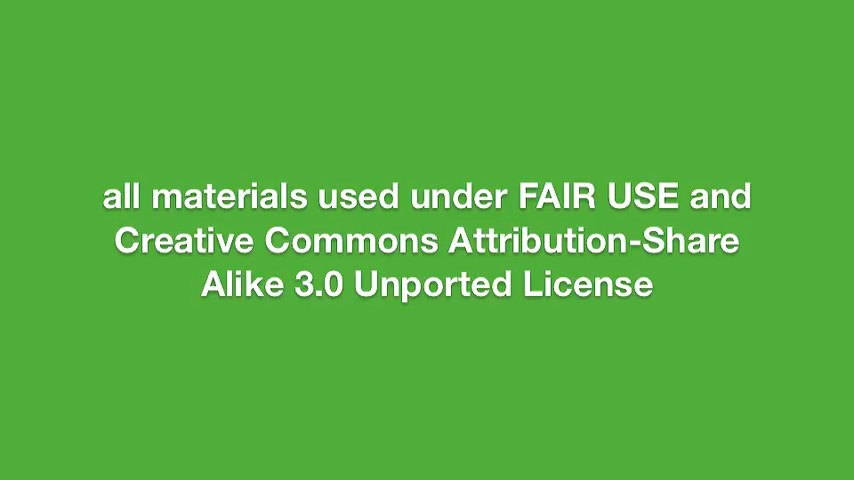 all materials used under FAIR USE and
Creative Commons Attribution-Share
Alike 3.0 Unported License